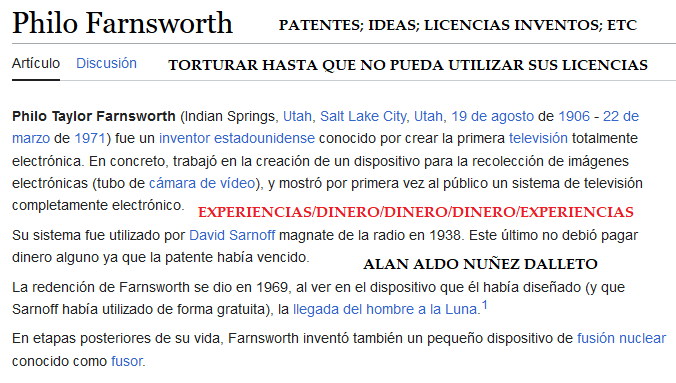 Philo Farnsworth PATENTES; IDEAS; LICENCIAS INVENTOS; ETC
Artículo Discusión TORTURAR HASTA QUE NO PUEDA UTILIZAR SUS LICENCIAS
Philo Taylor Farnsworth (Indian Springs, Utah, Salt Lake City, Utah, 19 de agosto de 1906 - 22 de
marzo de 1971) fue un inventor estadounidense conocido por crear la primera televisión totalmente
electrónica. En concreto, trabajó en la creación de un dispositivo para la recolección de imágenes
electrónicas (tubo de cámara de vídeo), y mostró por primera vez al público un sistema de televisión
completamente electrónico.
EXPERIENCIAS/DINERO/DINERO/DINERO/EXPERIENCIAS
Su sistema fue utilizado por David Sarnoff magnate de la radio en 1938. Este último no debió pagar
dinero alguno ya que la patente había vencido.
ALAN ALDO NUÑEZ DALLETO
La redención de Farnsworth se dio en 1969, al ver en el dispositivo que él había diseñado (y que
Sarnoff había utilizado de forma gratuita), la llegada del hombre a la Luna.1
En etapas posteriores de su vida, Farnsworth inventó también un pequeño dispositivo de fusión nuclear
conocido como fusor.